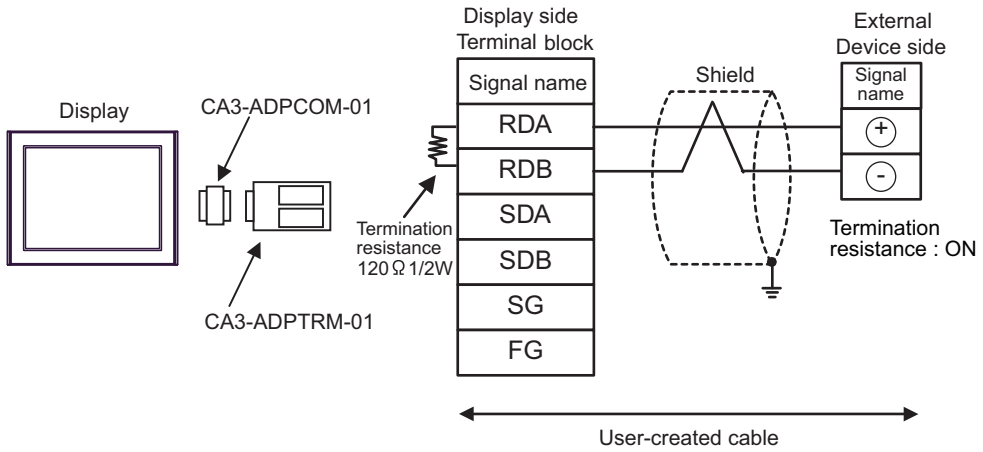 Display side
Terminal block
External
Device side
Signal name
Shield
Signal
name
Display
CA3-ADPCOM-01
RDA
+
RDB
-
SDA
Termination
resistance
120 Ω 1/2W
Termination
resistance : ON
SDB
SG
CA3-ADPTRM-01
FG
User-created cable